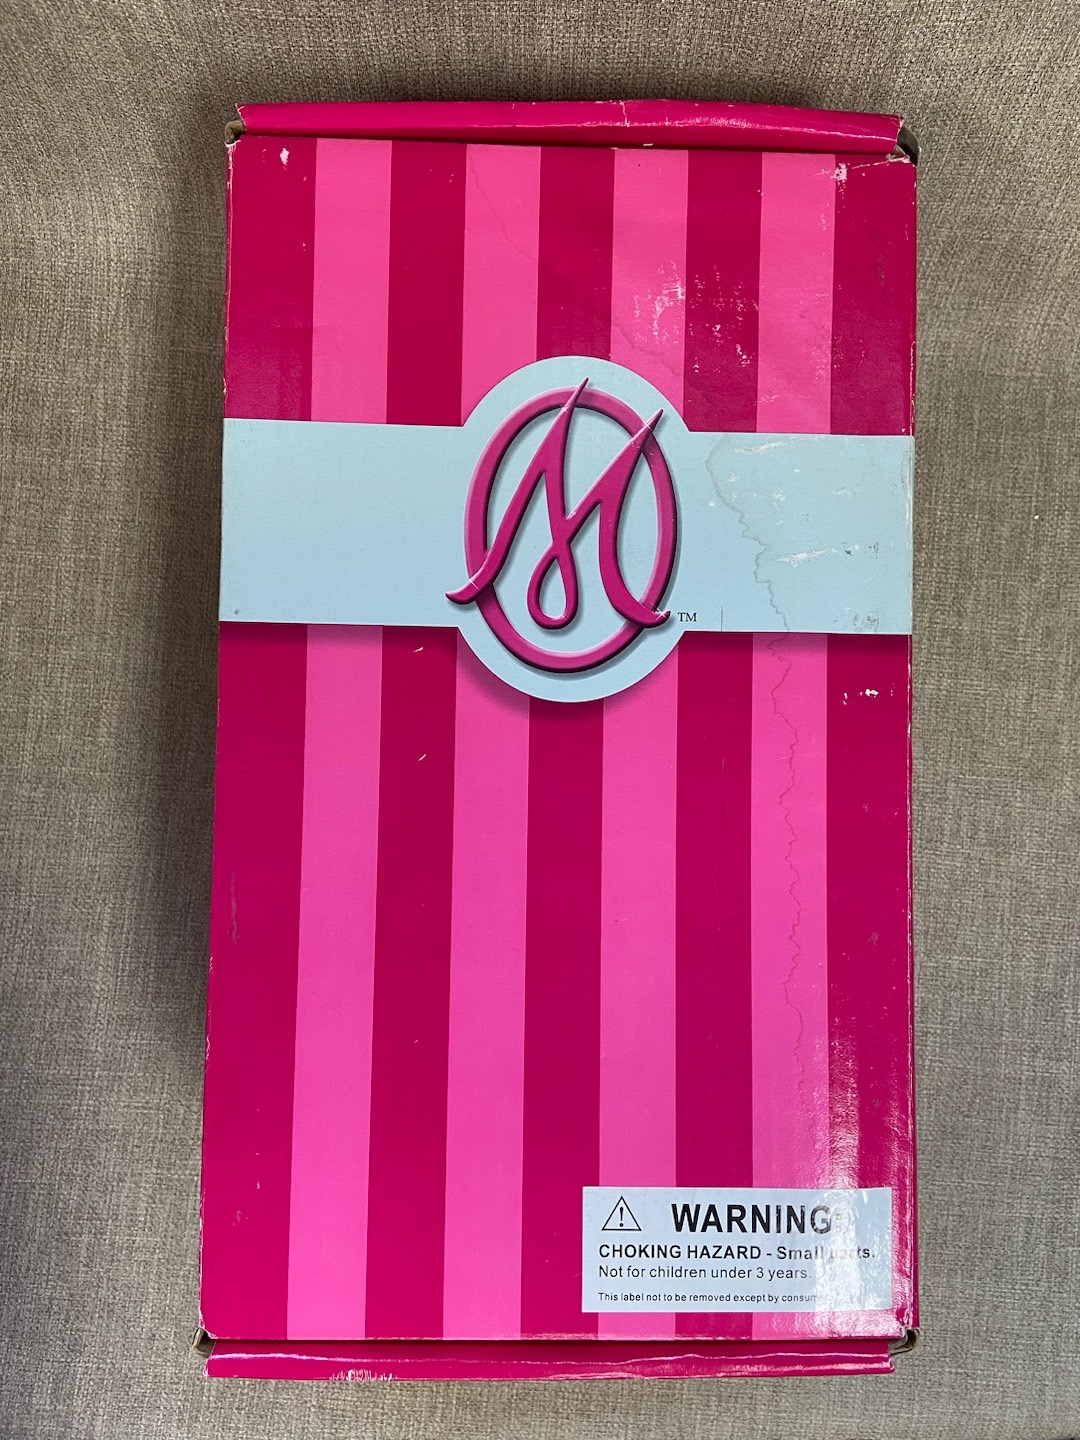 M
TM
WARNING:
CHOKING HAZARD - Small parts.
Not for children under 3 years.
This label not to be removed except by